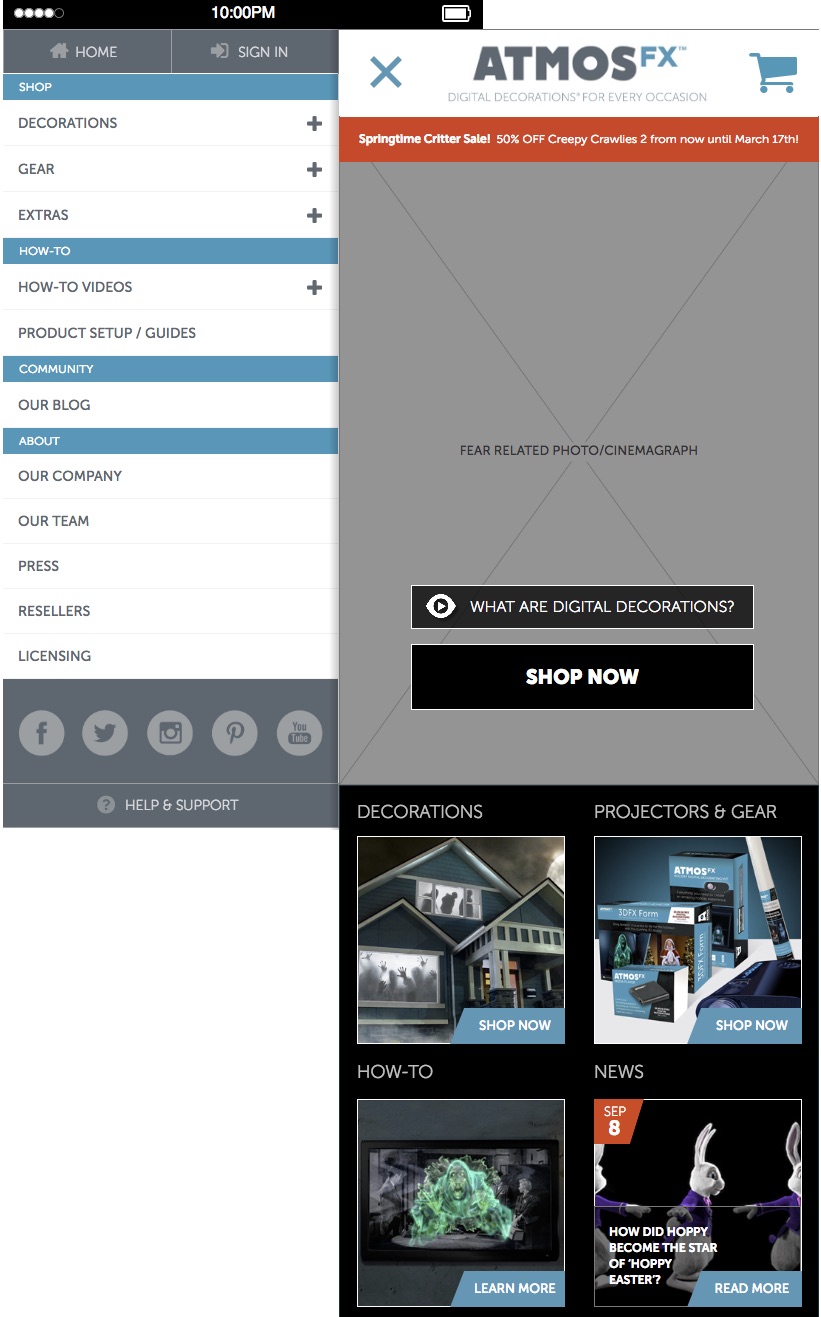 10:00PM
HOME
SIGN IN
SHOP
DECORATIONS
GEAR
EXTRAS
HOW-TO
HOW-TO VIDEOS
PRODUCT SETUP / GUIDES
COMMUNITY
OUR BLOG
ABOUT
OUR COMPANY
OUR TEAM
PRESS
RESELLERS
LICENSING
You
Tube
HELP & SUPPORT
ATMOSFX™
DIGITAL DECORATIONS® FOR EVERY OCCASION
Springtime Critter Sale! 50% OFF Creepy Crawlies 2 from now until March 17th!
FEAR RELATED PHOTO/CINEMAGRAPH
WHAT ARE DIGITAL DECORATIONS?
SHOP NOW
DECORATIONS
SHOP NOW
PROJECTORS & GEAR
ATMOSFX
3DFX Form
3DFX Form
ATMOSFX
SHOP NOW
HOW-TO
LEARN MORE
NEWS
SEP
8
HOW DID HOPPY
BECOME THE STAR
OF ‘HOPPY
EASTER’?
READ MORE